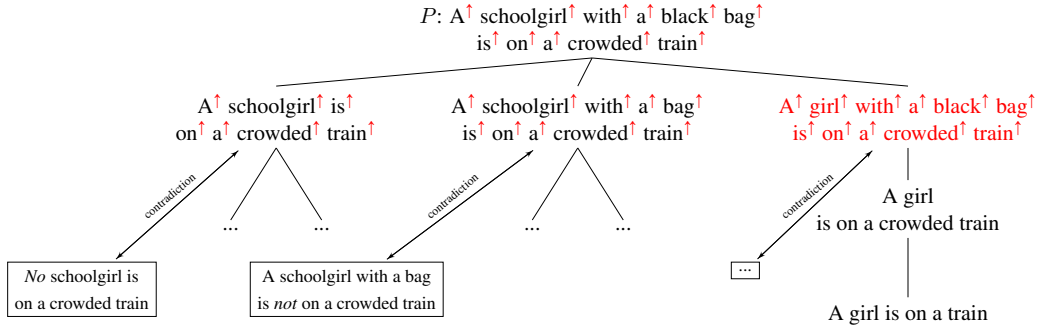 P: A↑ schoolgirl↑ with↑ a↑ black↑ bag↑
is↑ on↑ a↑ crowded↑ train↑
A↑ schoolgirl↑ is↑
on↑ a↑ crowded↑ train↑
A↑ schoolgirl↑ with↑ a↑ bag↑
is↑ on↑ a↑ crowded↑ train↑
A↑ girl↑ with↑ a↑ black↑ bag↑
is↑ on↑ a↑ crowded↑ train↑
contradiction
contradiction
contradiction
A girl
is on a crowded train
...
...
...
...
No schoolgirl is
on a crowded train
A schoolgirl with a bag
is not on a crowded train
...
A girl is on a train